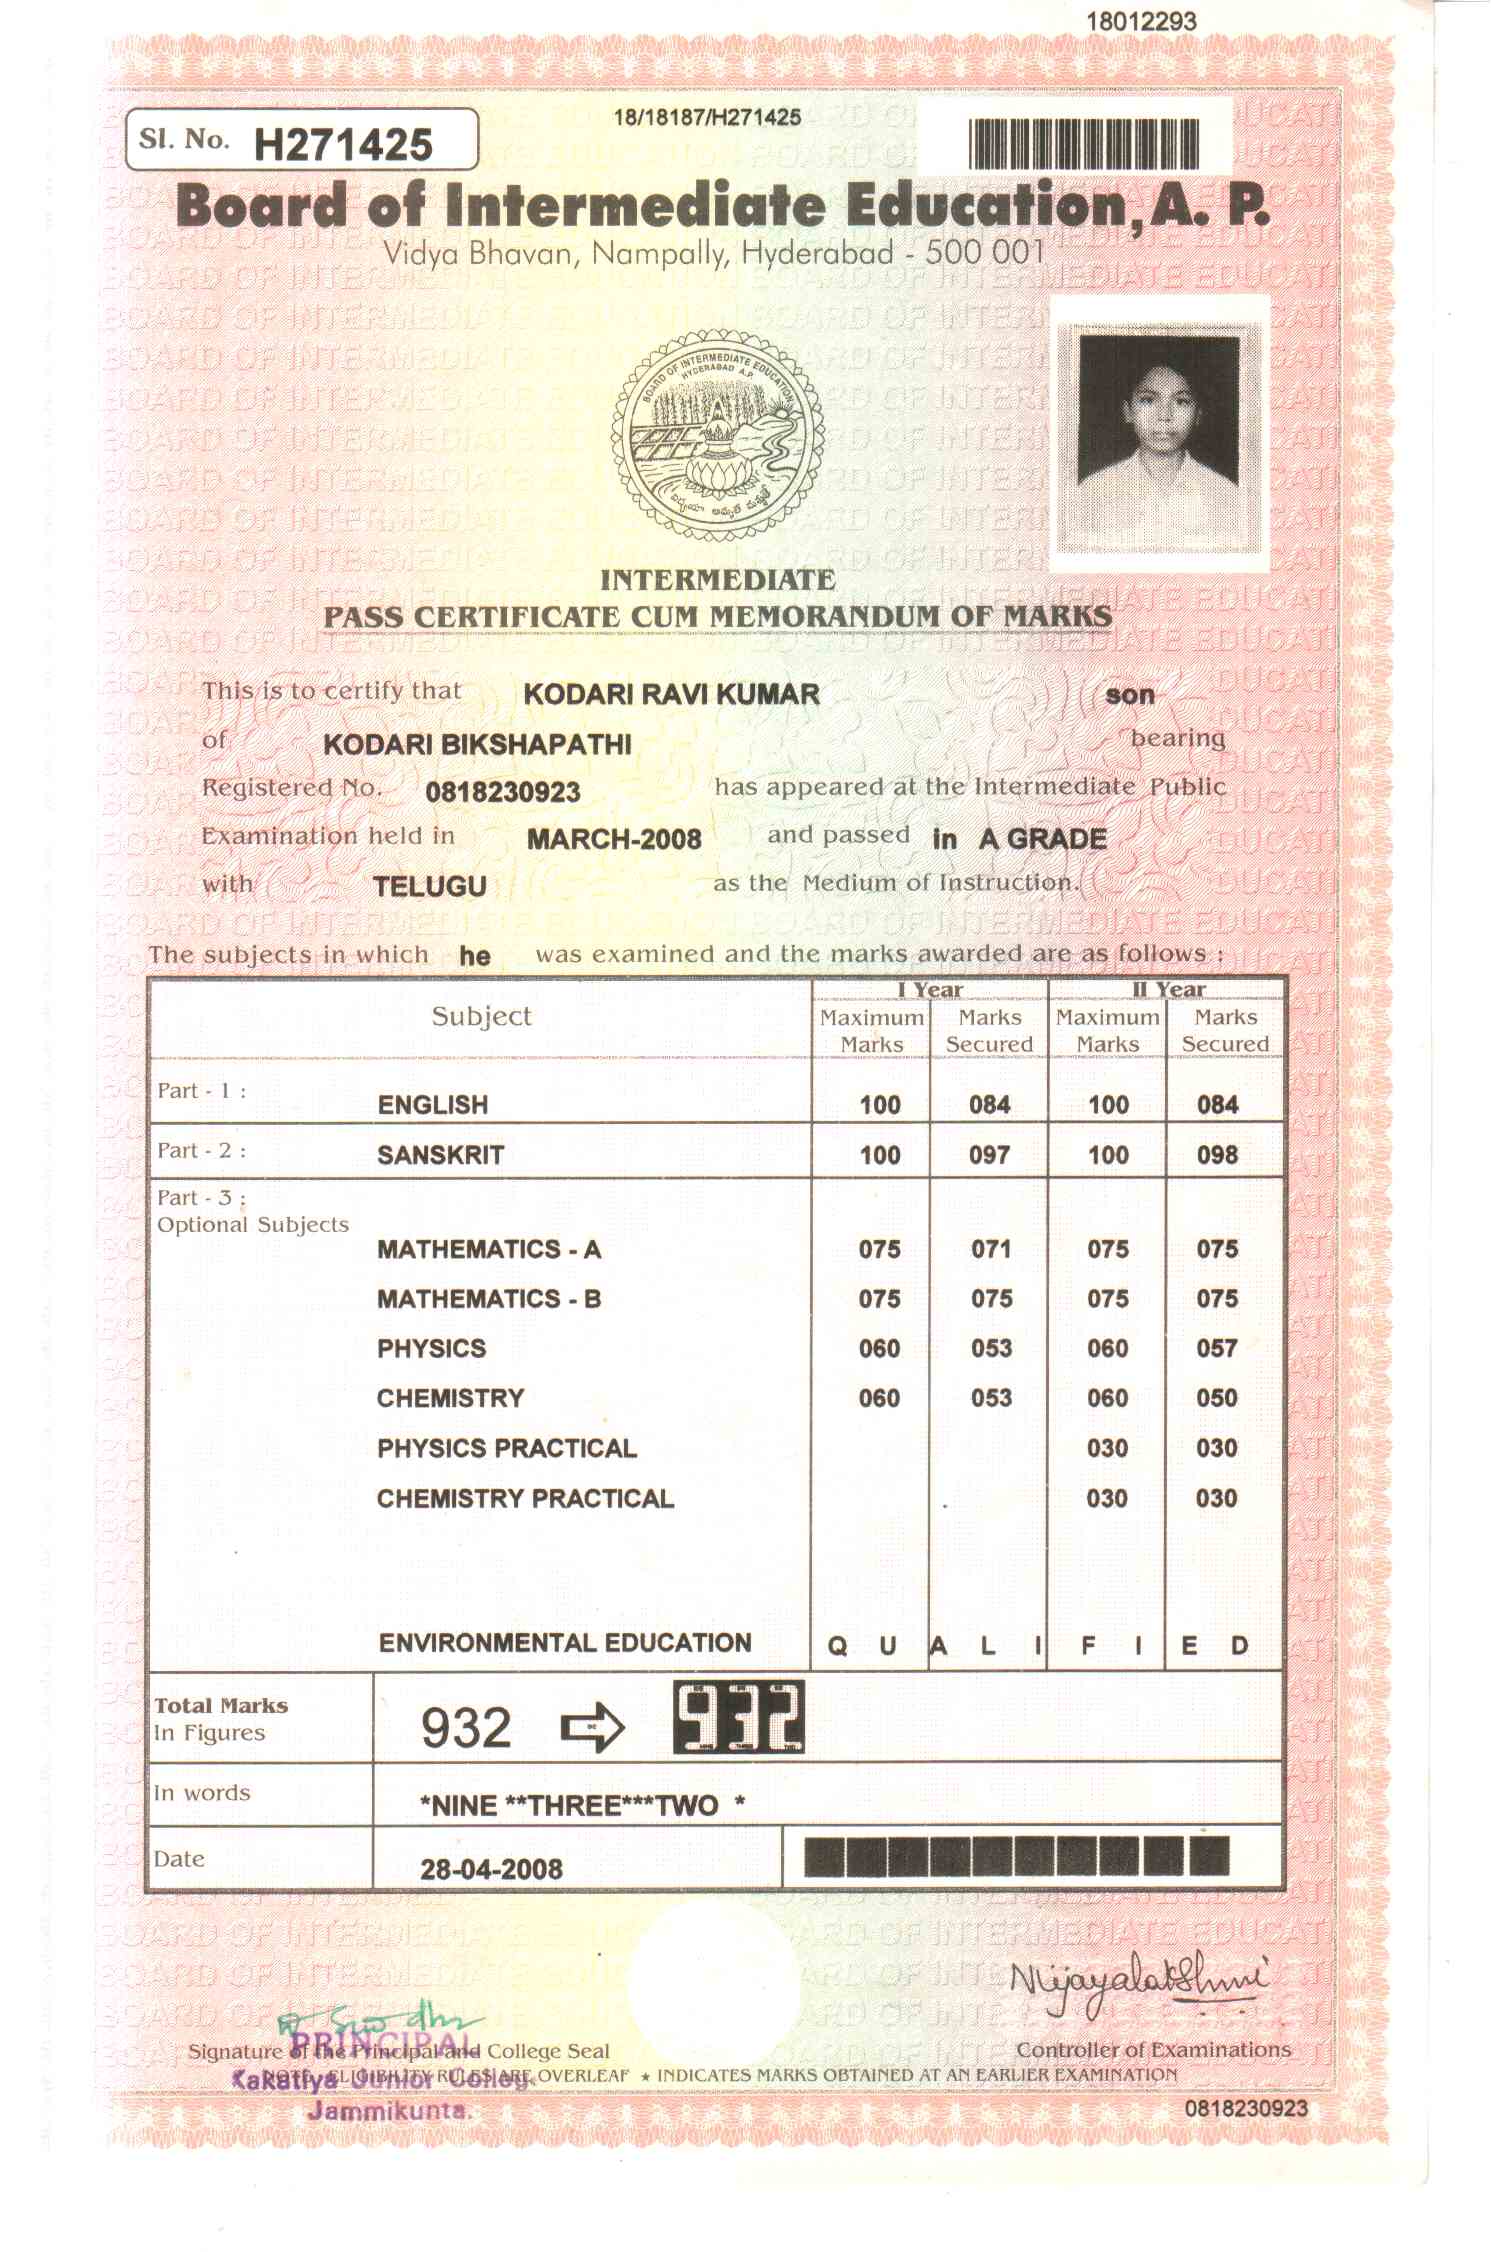 18012293
18/18187/H271425
Sl. No. H271425
Board of Intermediate Education, A. P.
Vidya Bhavan, Nampally, Hyderabad - 500 001
BOARD OF INTERMEDIATE EDUCATION
HYDERABAD A.P.
INTERMEDIATE
PASS CERTIFICATE CUM MEMORANDUM OF MARKS
This is to certify that KODARI RAVI KUMAR son
of KODARI BIKSHAPATHI bearing
Registered No. 0818230923 has appeared at the Intermediate Public
Examination held in MARCH-2008 and passed in A GRADE
with TELUGU as the Medium of Instruction.
The subjects in which he was examined and the marks awarded are as follows :
Subject I Year II Year
Maximum Marks Marks Secured Maximum Marks Marks Secured
Part - 1 :
ENGLISH 100 084 100 084
Part - 2 : SANSKRIT 100 097 100 098
Part - 3 :
Optional Subjects
MATHEMATICS - A 075 071 075 075
MATHEMATICS - B 075 075 075 075
PHYSICS 060 053 060 057
CHEMISTRY 060 053 060 050
PHYSICS PRACTICAL 030 030
CHEMISTRY PRACTICAL 030 030
ENVIRONMENTAL EDUCATION Q U A L I F I E D
Total Marks
In Figures 932 932
In words *NINE **THREE***TWO *
Date 28-04-2008
Vijayalakshmi
Signature of the Principal and College Seal Controller of Examinations
PRINCIPAL
NOTE : ELIGIBILITY RULES ARE OVERLEAF ★ INDICATES MARKS OBTAINED AT AN EARLIER EXAMINATION
Kakatiya Junior College
Jammikunta.
0818230923